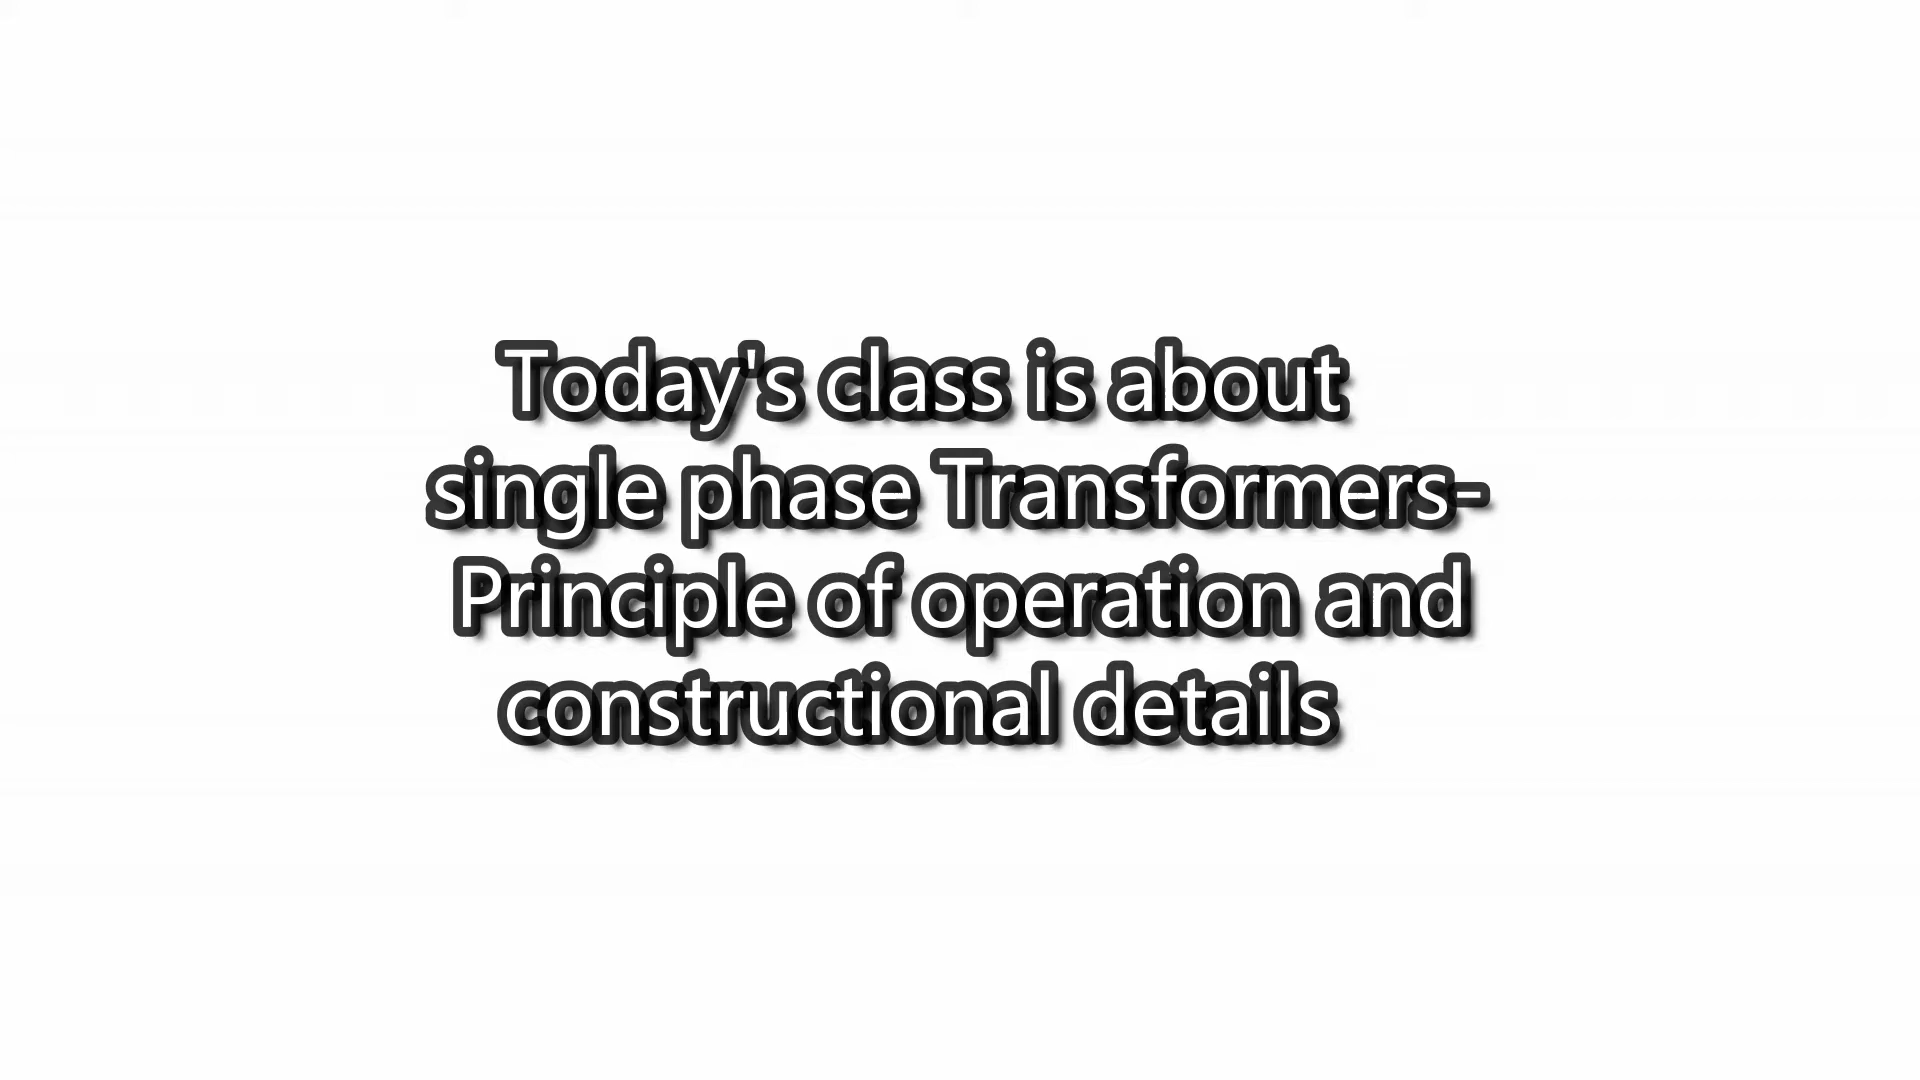 Today's class is about
single phase Transformers-
Principle of operation and
constructional details